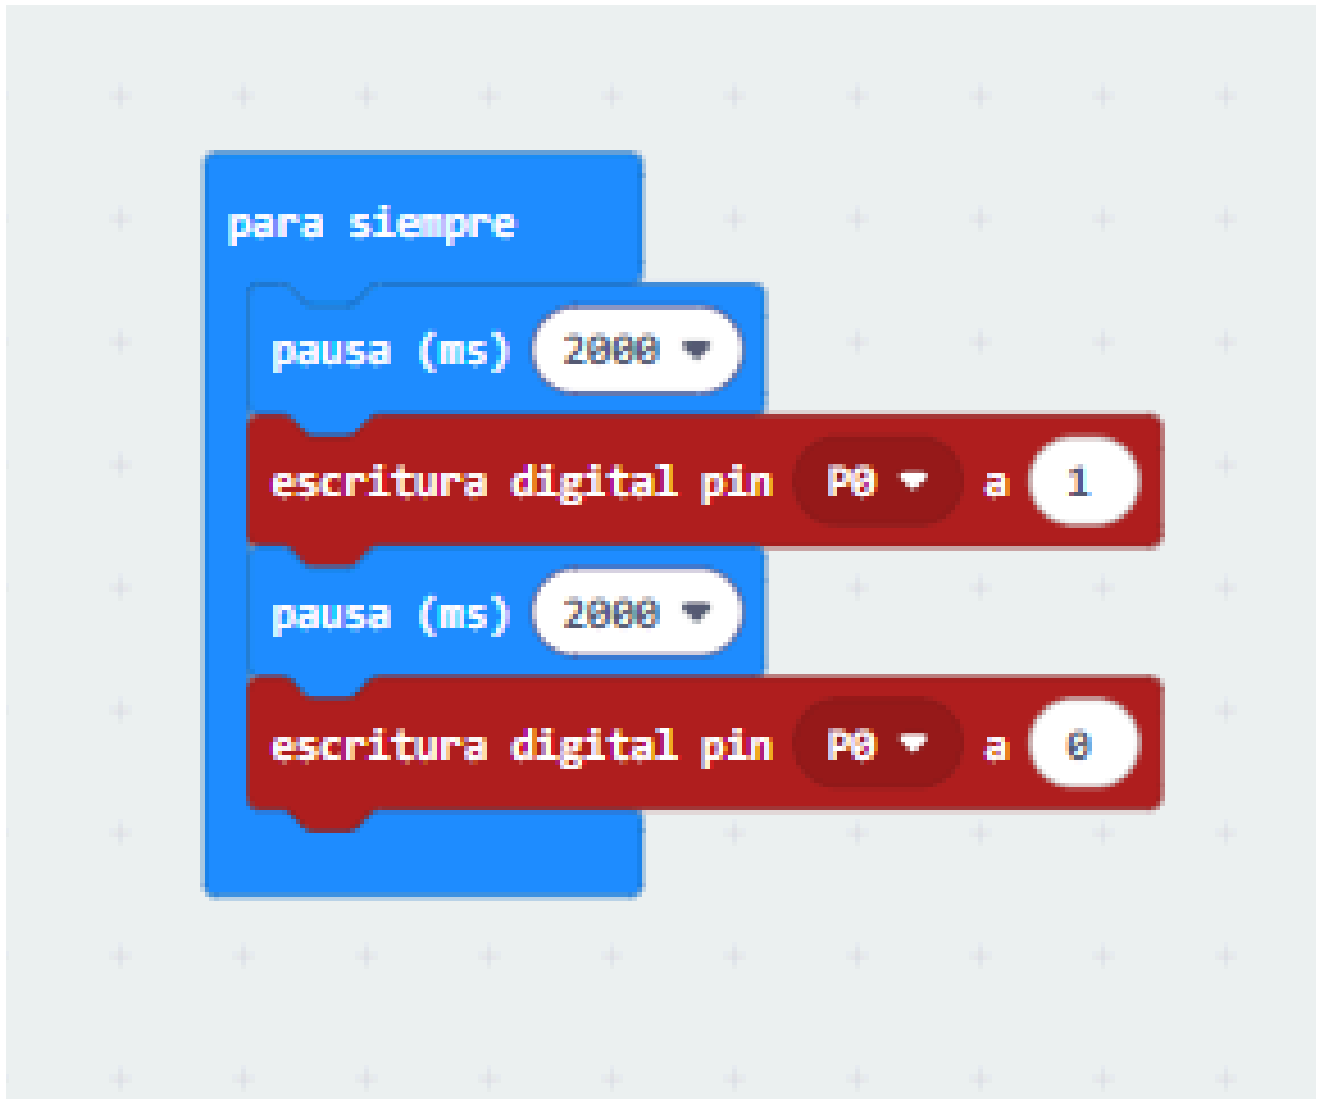 para siempre
pausa (ms) 2000
escritura digital pin P0 a 1
pausa (ms) 2000
escritura digital pin P0 a 0